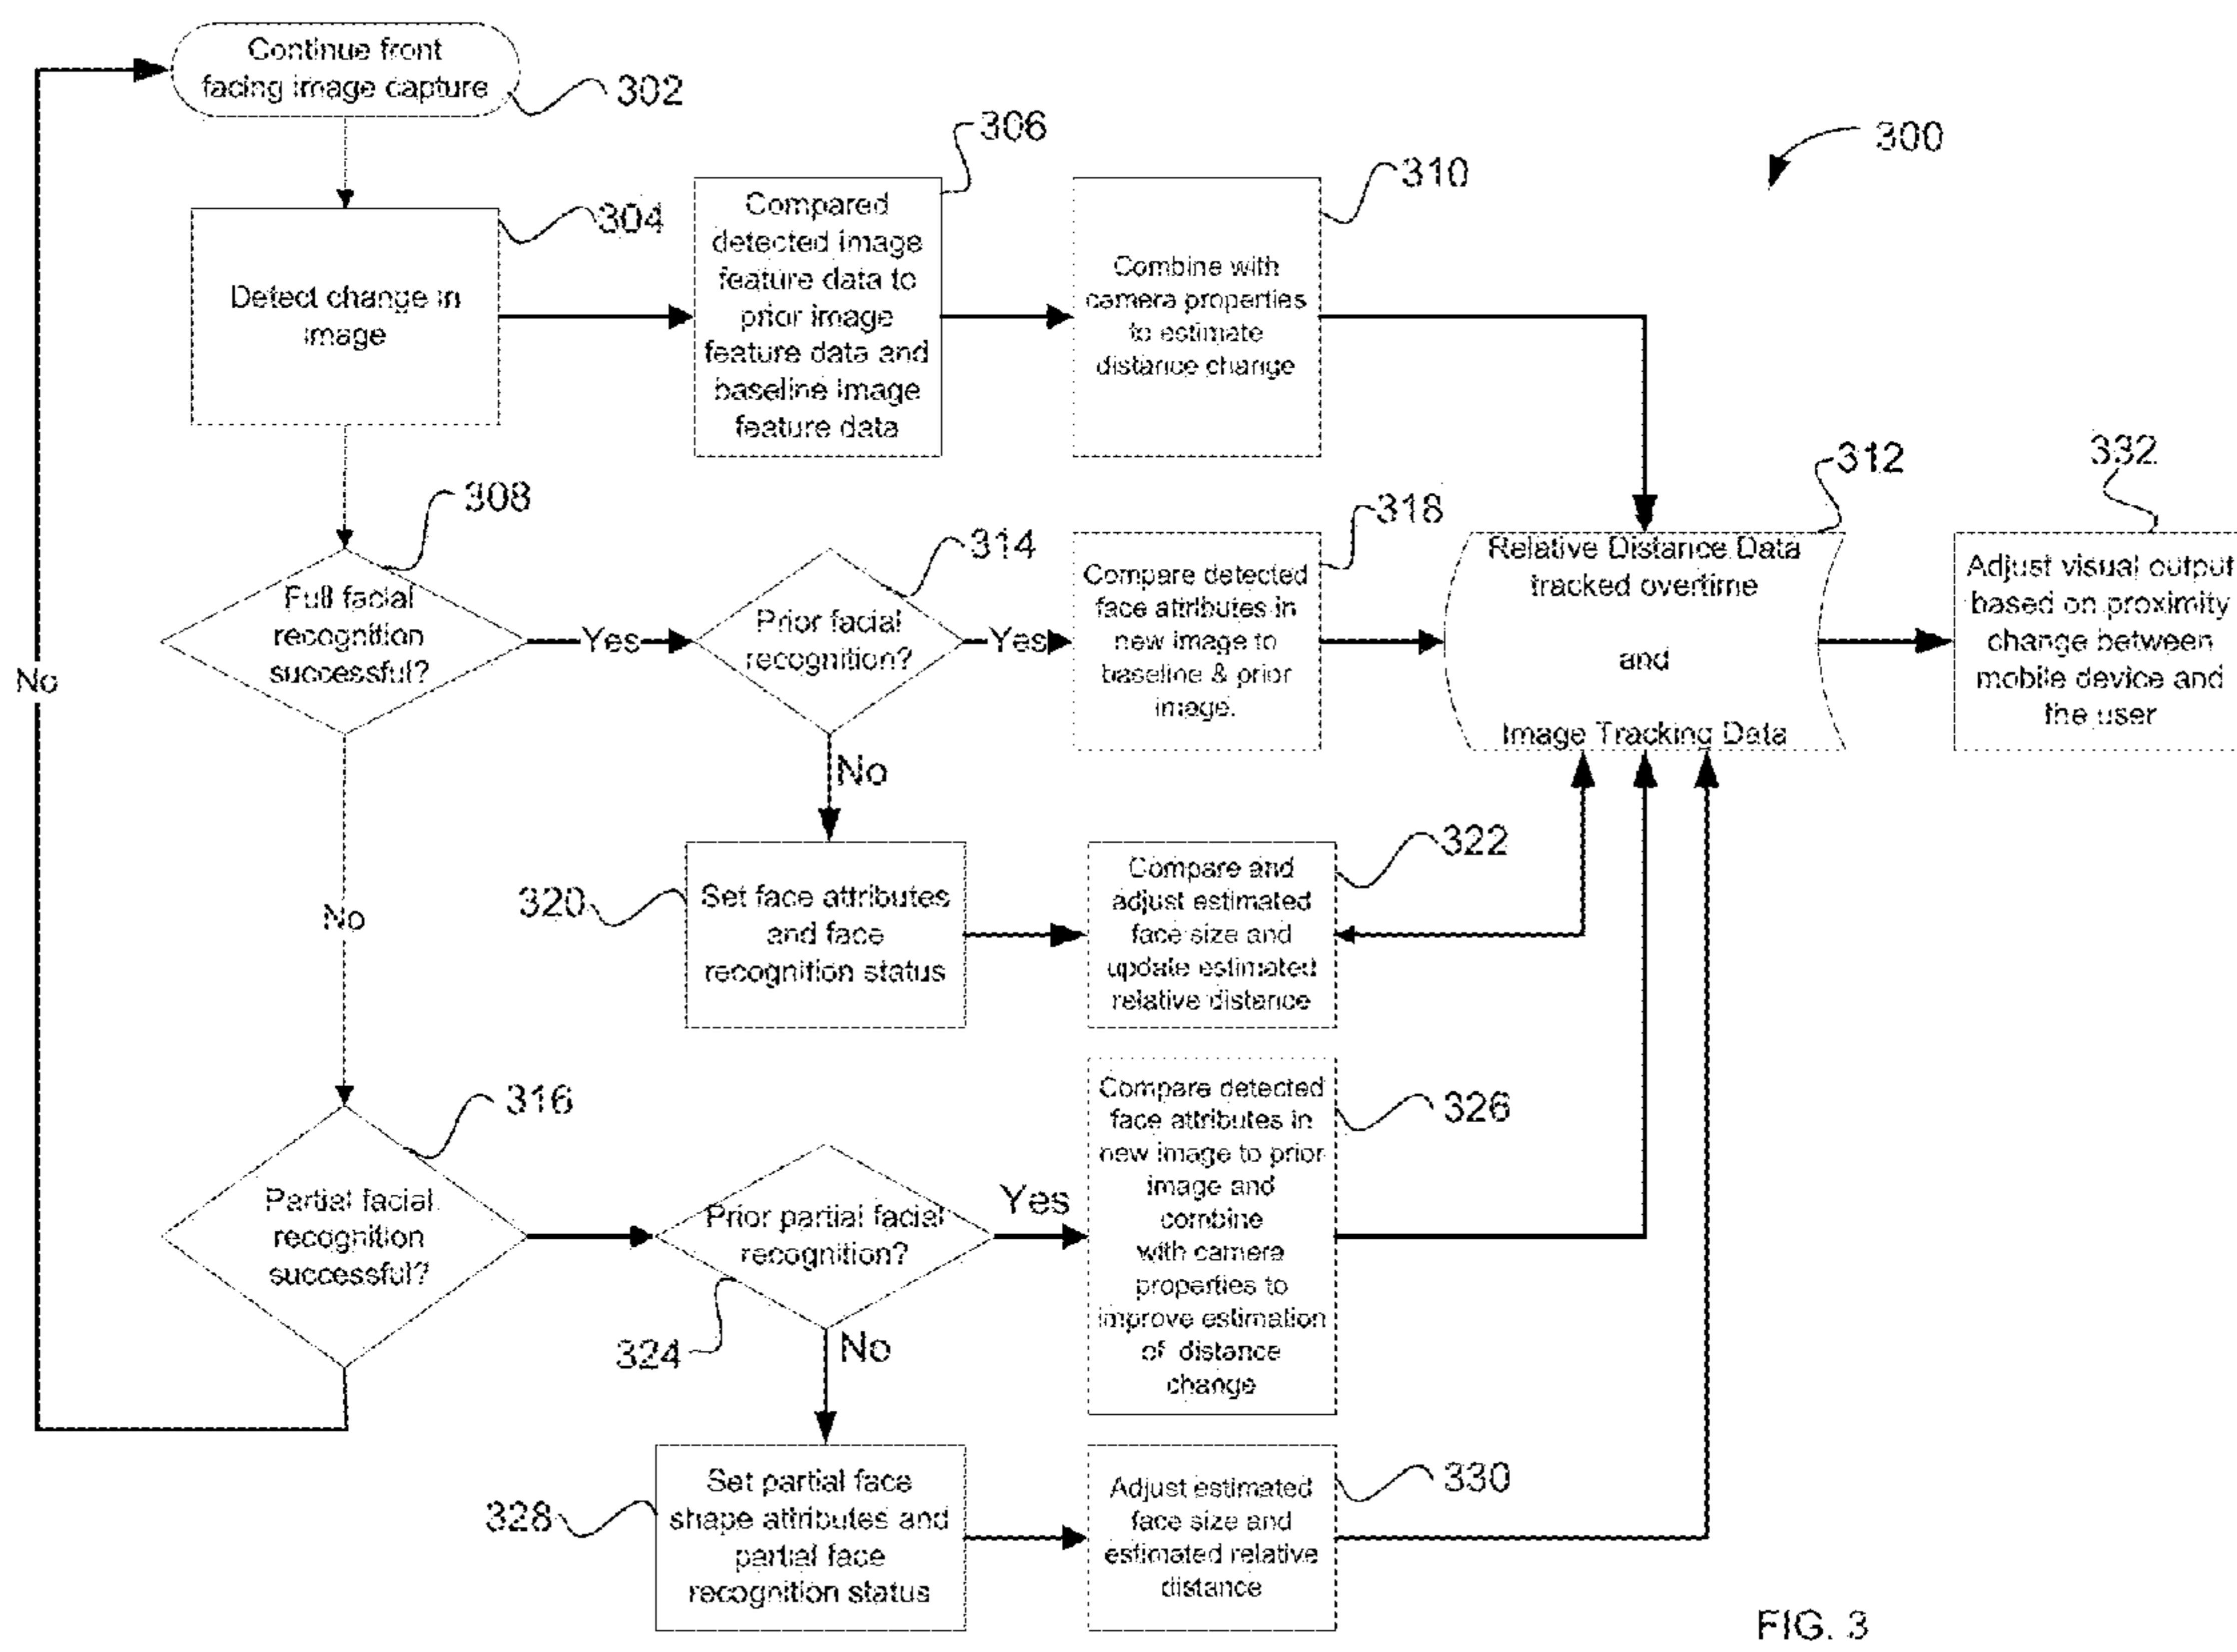 Continue front
facing image capture
302
306
300
310
304
Compared
detected image
feature data to
prior image
feature data and
baseline image
feature data
Combine with
camera properties
to estimate
distance change
Detect change in
image
312
332
308
318
314
Full facial
recognition
successful?
Yes
Prior facial
recognition?
Yes
Compare detected
face attributes in
new image to
baseline & prior
image.
Relative Distance Data
tracked overtime
and
Image Tracking Data
Adjust visual output
based on proximity
change between
mobile device and
the user
No
No
No
320
Set face attributes
and face
recognition status
322
Compare and
adjust estimated
face size and
update estimated
relative distance
316
Partial facial
recognition
successful?
Prior partial facial
recognition?
324
Yes
326
Compare detected
face attributes in
new image to prior
image and
combine
with camera
properties to
improve estimation
of distance
change
No
328
Set partial face
shape attributes and
partial face
recognition status
330
Adjust estimated
face size and
estimated relative
distance
FIG. 3